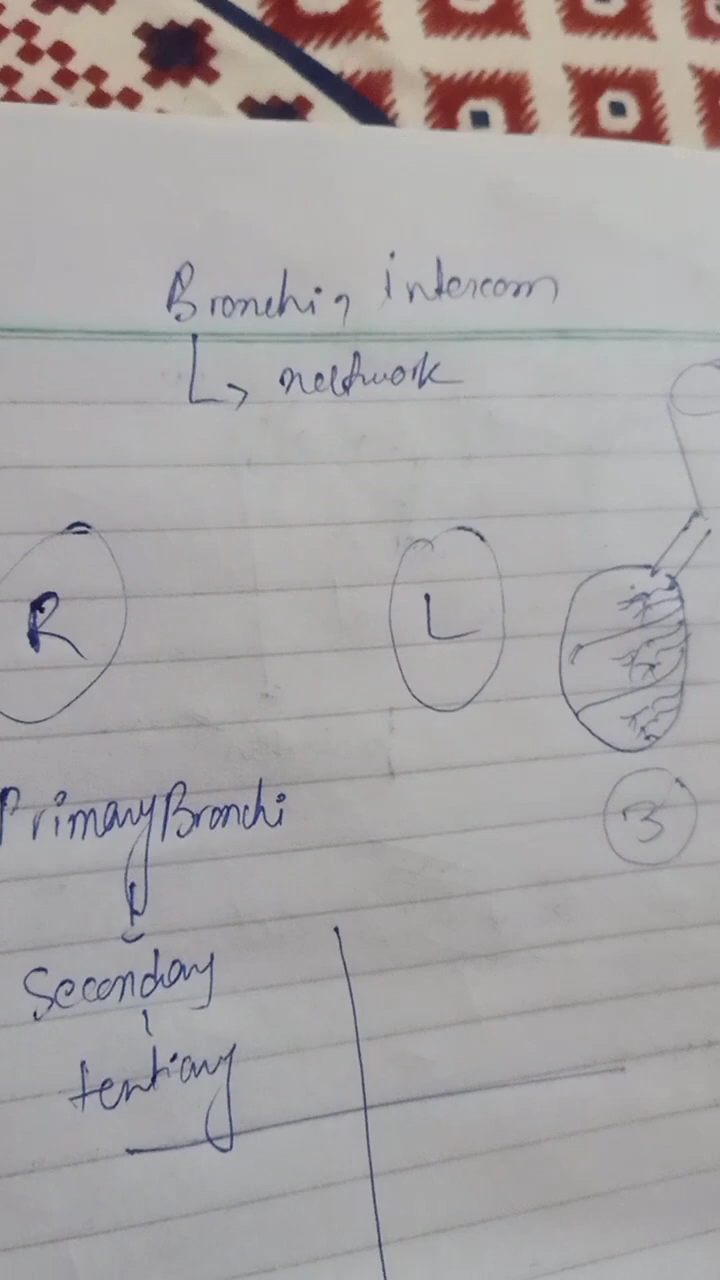 Bronchi, intercom
↳ network
R
L
3
Primary Bronchi
Secondary
tertiary